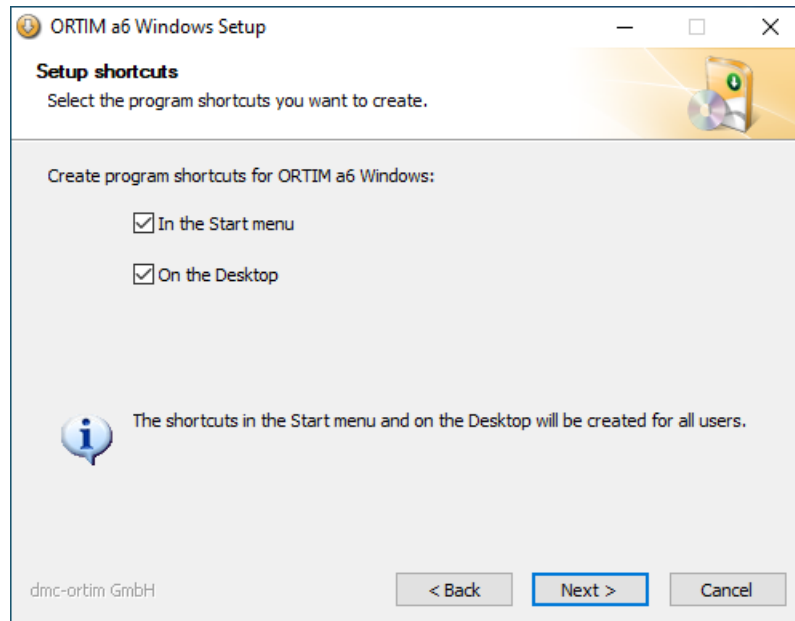 ORTIM a6 Windows Setup
Setup shortcuts
Select the program shortcuts you want to create.
Create program shortcuts for ORTIM a6 Windows:
In the Start menu
On the Desktop
The shortcuts in the Start menu and on the Desktop will be created for all users.
dmc-ortim GmbH
< Back Next > Cancel